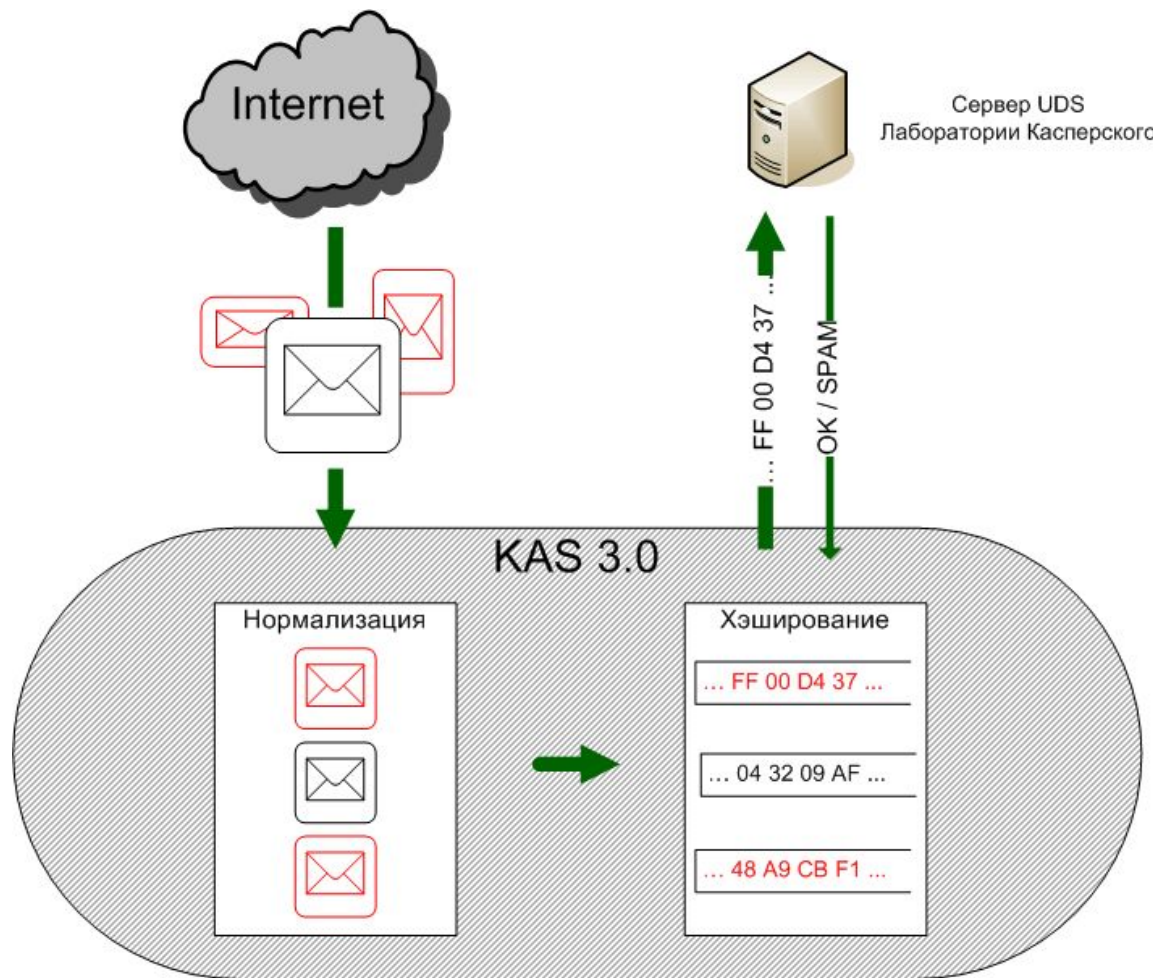 Internet
Сервер UDS
Лаборатории Касперского
... FF 00 D4 37 ...
OK / SPAM
KAS 3.0
Нормализация
Хэширование
... FF 00 D4 37 ...
... 04 32 09 AF ...
... 48 A9 CB F1 ...